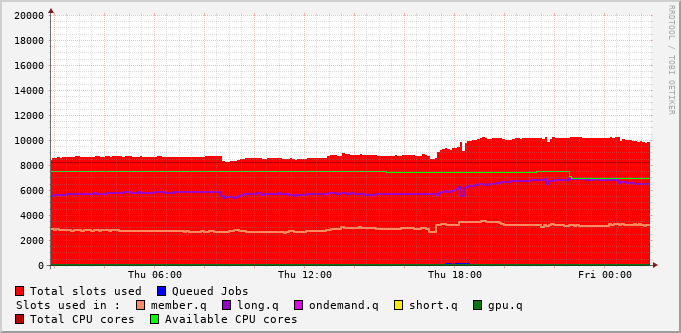 RRDTOOL / TOBI OETIKER
20000
18000
16000
14000
12000
10000
8000
6000
4000
2000
0
Thu 06:00 Thu 12:00 Thu 18:00 Fri 00:00
Total slots used Queued Jobs
Slots used in : member.q long.q ondemand.q short.q gpu.q
Total CPU cores Available CPU cores